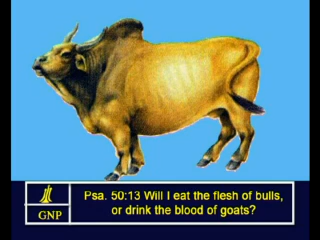 Psa. 50:13 Will I eat the flesh of bulls,
or drink the blood of goats?
GNP